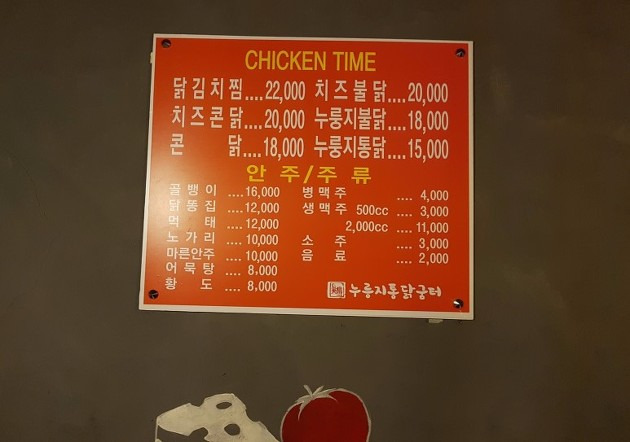 CHICKEN TIME
닭김치찜....22,000 치즈불닭....20,000
치즈콘닭....20,000 누룽지불닭....18,000
콘 닭....18,000 누룽지통닭....15,000
안주/주류
골뱅이 ....16,000 병맥주 ....4,000
닭똥집 ....12,000 생맥주 500cc ....3,000
먹태 ....12,000 2,000cc ....11,000
노가리 ....10,000 소주 ....3,000
마른안주 ....10,000 음료 ....2,000
어묵탕 ....8,000
황도 ....8,000
누룽지통닭궁터